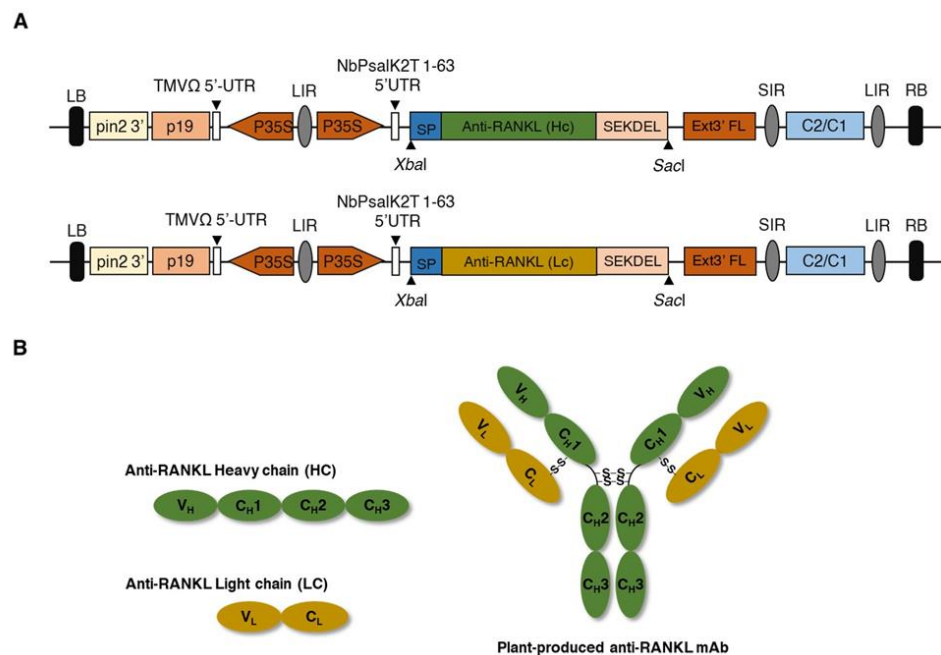 A
NbPsalK2T 1-63
TMVΩ 5'-UTR
5'UTR
LB
LIR
SIR
LIR
RB
pin2 3'
p19
P35S
P35S
SP
Anti-RANKL (Hc)
SEKDEL
Ext3' FL
C2/C1
XbaI
SacI
NbPsalK2T 1-63
TMVΩ 5'-UTR
5'UTR
LB
LIR
SIR
LIR
RB
pin2 3'
p19
P35S
P35S
SP
Anti-RANKL (Lc)
SEKDEL
Ext3' FL
C2/C1
XbaI
SacI
B
Anti-RANKL Heavy chain (HC)
VH
CH1
CH2
CH3
Anti-RANKL Light chain (LC)
VL
CL
VH
VH
VL
CH1
CH1
VL
CL
S-S
S-S
CL
S-S
S-S
CH2
CH2
CH3
CH3
Plant-produced anti-RANKL mAb